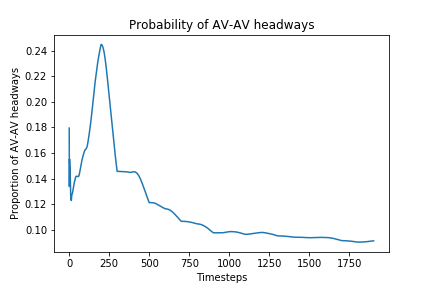 Probability of AV-AV headways
Proportion of AV-AV headways
0.24
0.22
0.20
0.18
0.16
0.14
0.12
0.10
0 250 500 750 1000 1250 1500 1750
Timesteps